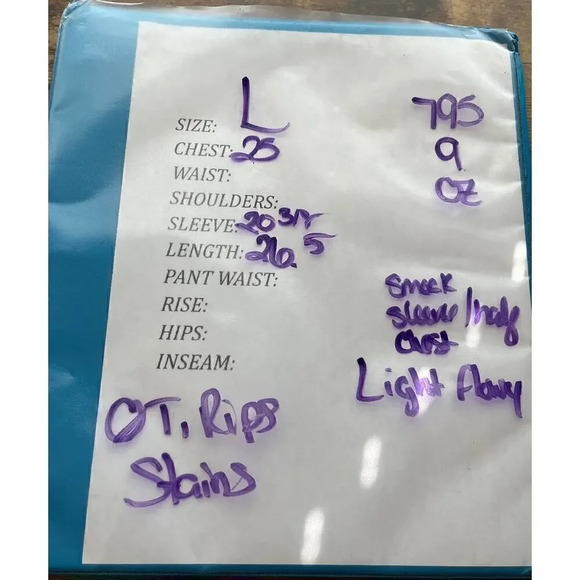 SIZE: L
CHEST: 25
WAIST:
SHOULDERS:
SLEEVE: 20 3/4
LENGTH: 26.5
PANT WAIST:
RISE:
HIPS:
INSEAM:
OT, Rips
Stains
795
9
OZ
Smock
sleeve/body
Chest
Light flowy